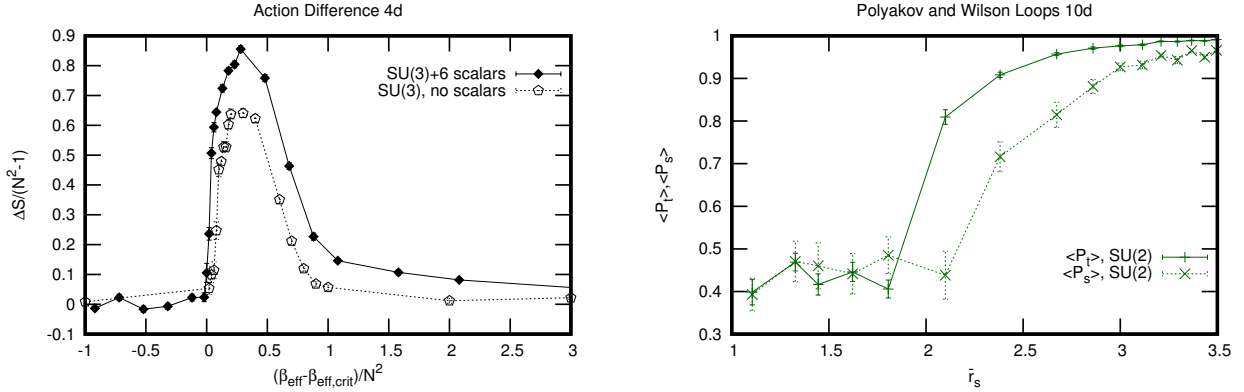 Action Difference 4d
ΔS/(N²-1)
0.9
0.8
0.7
0.6
0.5
0.4
0.3
0.2
0.1
0
-0.1
SU(3)+6 scalars
SU(3), no scalars
-1 -0.5 0 0.5 1 1.5 2 2.5 3
(β_eff-β_eff,crit)/N²
Polyakov and Wilson Loops 10d
<P_t>,<P_s>
1
0.9
0.8
0.7
0.6
0.5
0.4
0.3
<P_t>, SU(2)
<P_s>, SU(2)
1 1.5 2 2.5 3 3.5
r̄_s